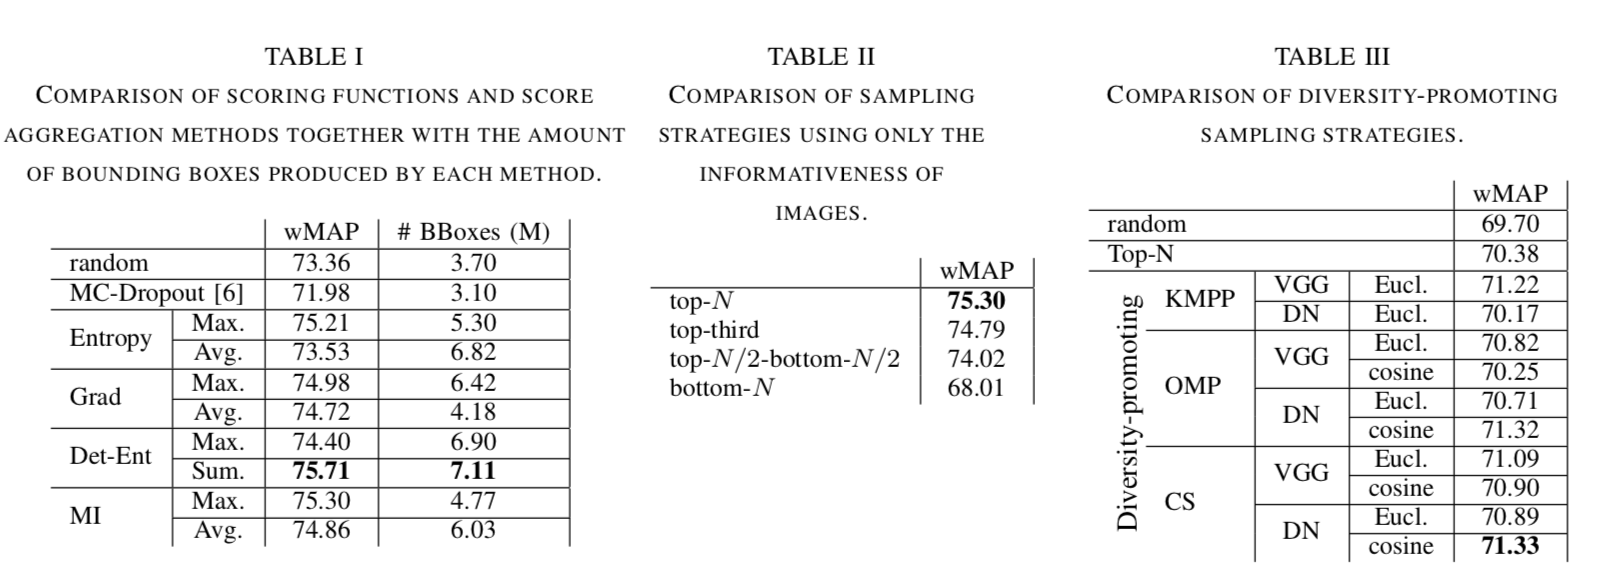 TABLE I
COMPARISON OF SCORING FUNCTIONS AND SCORE
AGGREGATION METHODS TOGETHER WITH THE AMOUNT
OF BOUNDING BOXES PRODUCED BY EACH METHOD.
wMAP # BBoxes (M)
random 73.36 3.70
MC-Dropout [6] 71.98 3.10
Entropy Max. 75.21 5.30
Avg. 73.53 6.82
Grad Max. 74.98 6.42
Avg. 74.72 4.18
Det-Ent Max. 74.40 6.90
Sum. 75.71 7.11
MI Max. 75.30 4.77
Avg. 74.86 6.03
TABLE II
COMPARISON OF SAMPLING
STRATEGIES USING ONLY THE
INFORMATIVENESS OF
IMAGES.
wMAP
top-N 75.30
top-third 74.79
top-N/2-bottom-N/2 74.02
bottom-N 68.01
TABLE III
COMPARISON OF DIVERSITY-PROMOTING
SAMPLING STRATEGIES.
wMAP
random 69.70
Top-N 70.38
Diversity-promoting
KMPP VGG Eucl. 71.22
DN Eucl. 70.17
OMP VGG Eucl. 70.82
cosine 70.25
DN Eucl. 70.71
cosine 71.32
CS VGG Eucl. 71.09
cosine 70.90
DN Eucl. 70.89
cosine 71.33